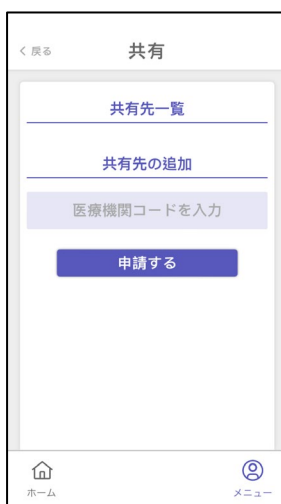 戻る
共有
共有先一覧
共有先の追加
医療機関コードを入力
申請する
ホーム
メニュー